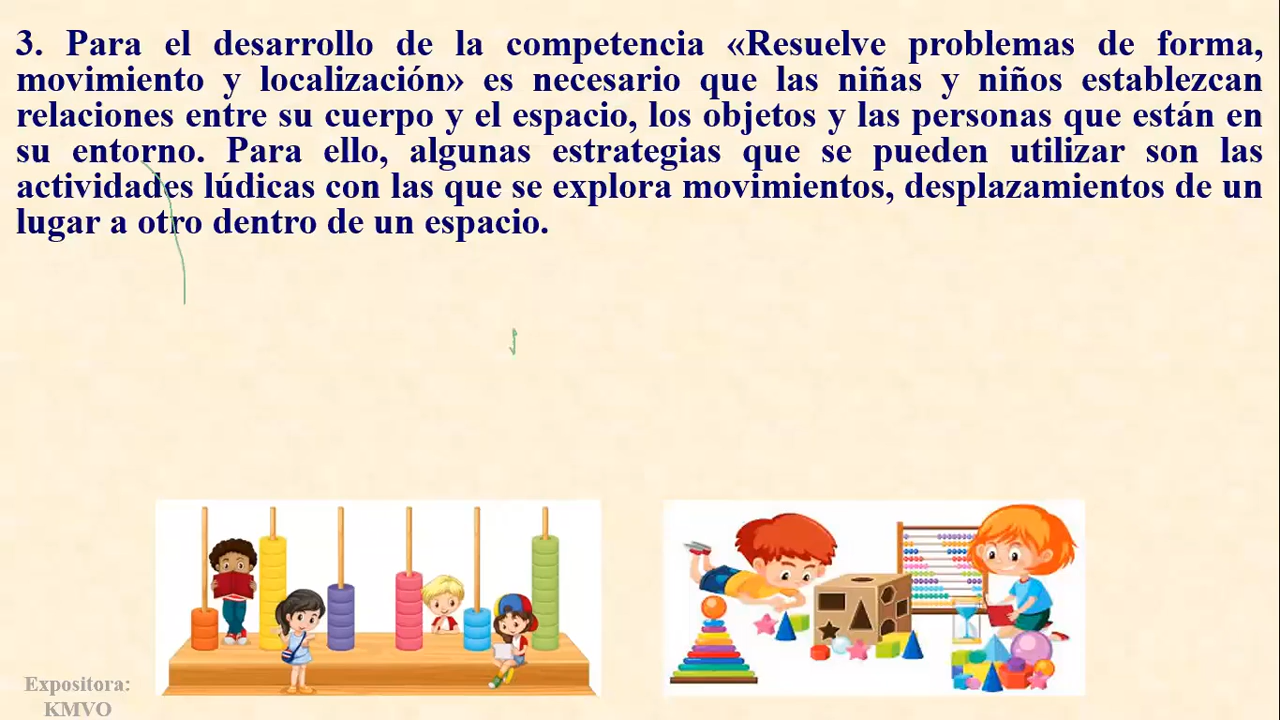 3. Para el desarrollo de la competencia «Resuelve problemas de forma,
movimiento y localización» es necesario que las niñas y niños establezcan
relaciones entre su cuerpo y el espacio, los objetos y las personas que están en
su entorno. Para ello, algunas estrategias que se pueden utilizar son las
actividades lúdicas con las que se explora movimientos, desplazamientos de un
lugar a otro dentro de un espacio.
Expositora:
KMVO